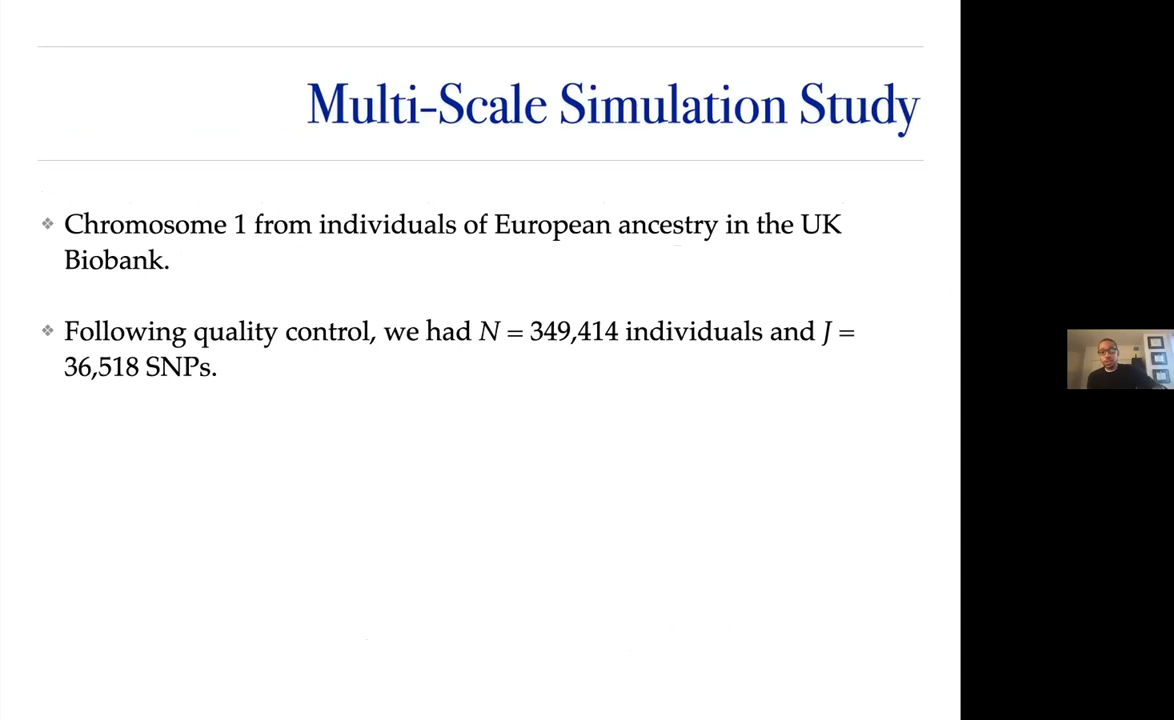 Multi-Scale Simulation Study
❖ Chromosome 1 from individuals of European ancestry in the UK
Biobank.
❖ Following quality control, we had N = 349,414 individuals and J =
36,518 SNPs.